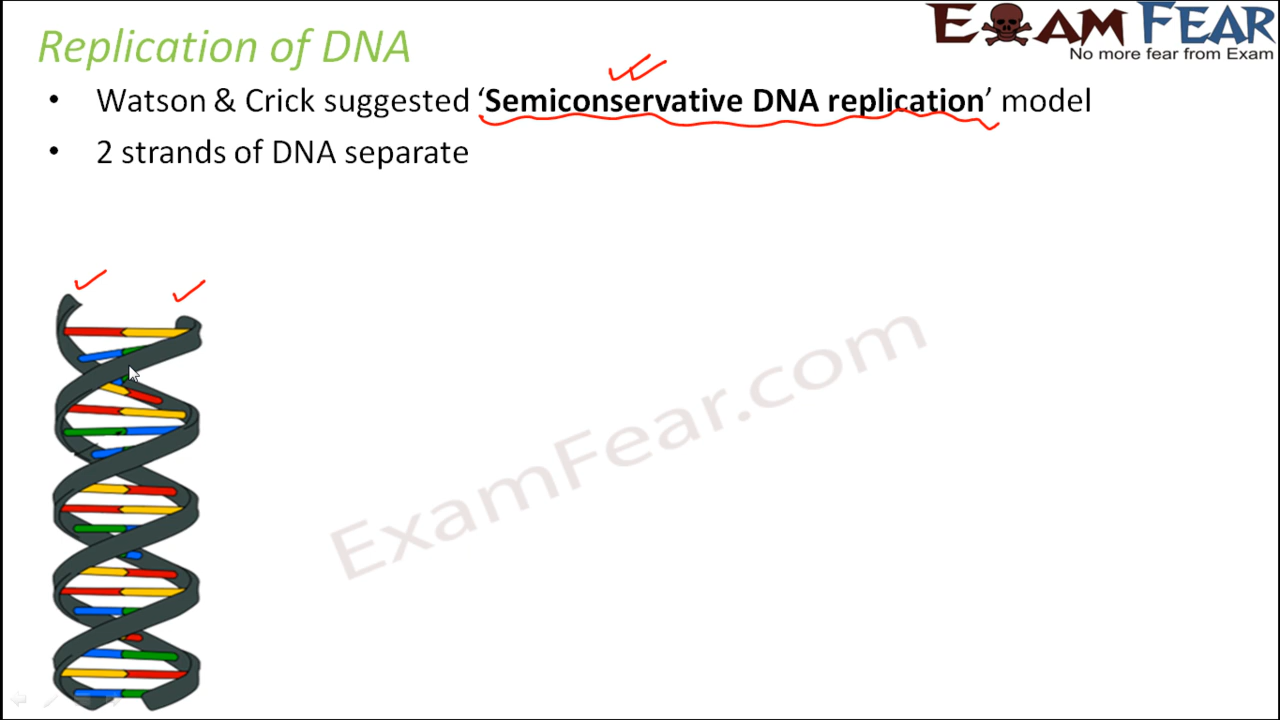 Replication of DNA
EXAM FEAR
No more fear from Exam
• Watson & Crick suggested ‘Semiconservative DNA replication’ model
• 2 strands of DNA separate
ExamFear.com